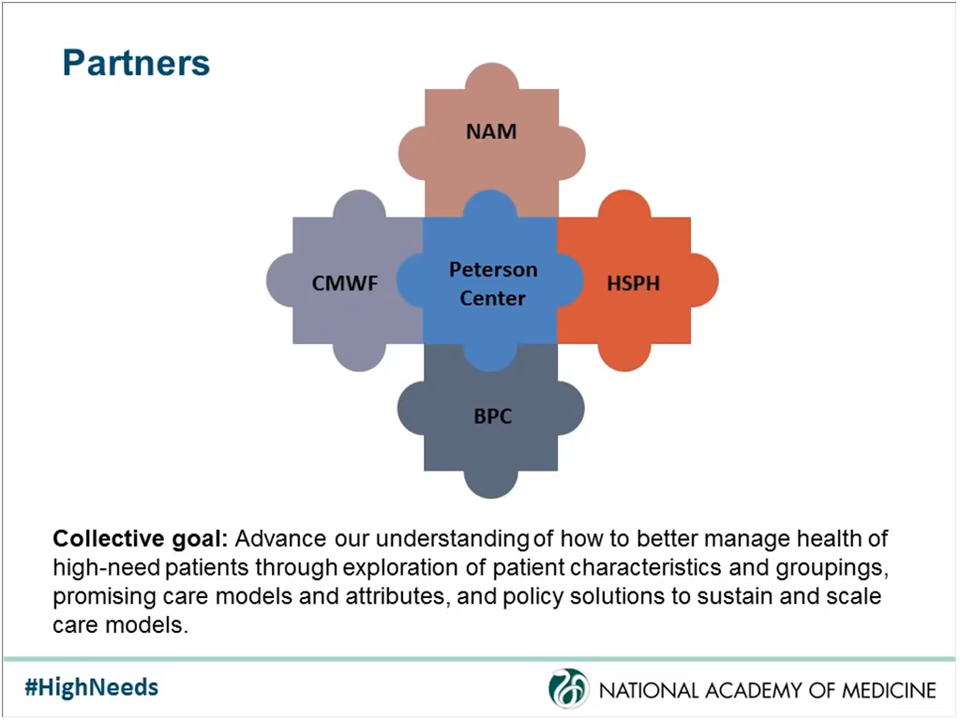 Partners
NAM
CMWF
Peterson
Center
HSPH
BPC
Collective goal: Advance our understanding of how to better manage health of
high-need patients through exploration of patient characteristics and groupings,
promising care models and attributes, and policy solutions to sustain and scale
care models.
#HighNeeds
NATIONAL ACADEMY OF MEDICINE